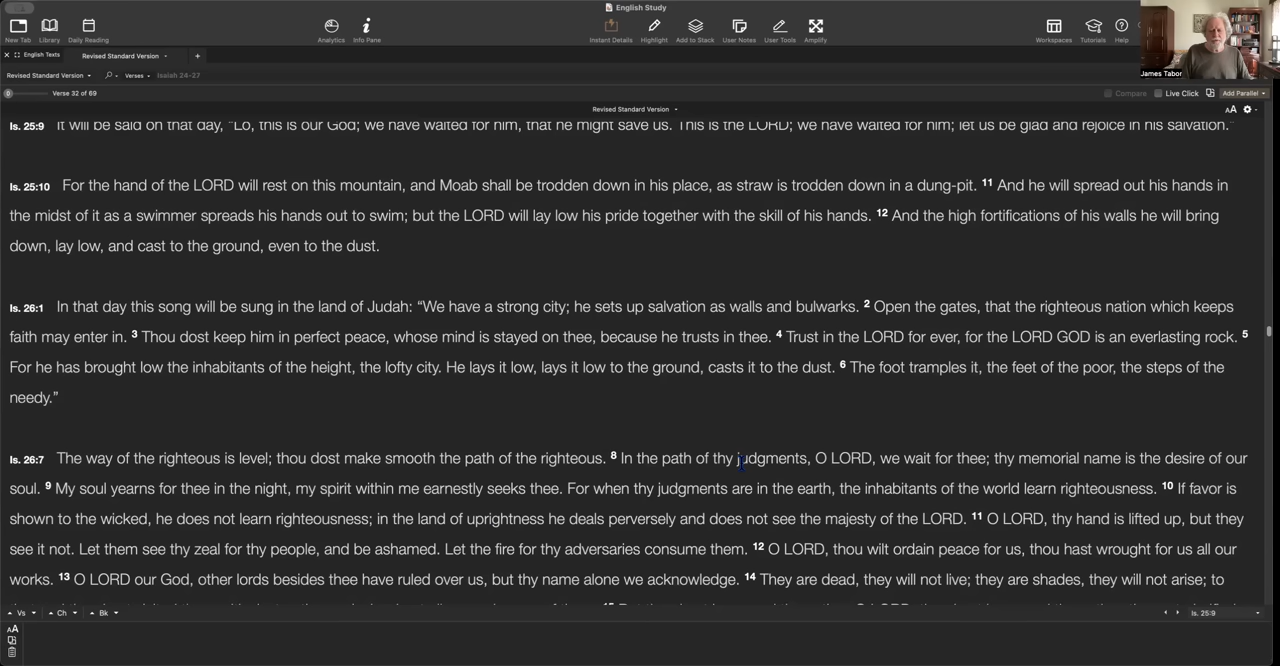 English Study
New Tab Library Daily Reading Analytics Info Pane Instant Details Highlight Add to Stack User Notes User Tools Amplify Workspaces Tutorials Help
James Tabor
English Texts Revised Standard Version +
Revised Standard Version Verses Isaiah 24-27
Verse 32 of 69 Compare Live Click Add Parallel
Revised Standard Version
Is. 25:9 It will be said on that day, “Lo, this is our God; we have waited for him, that he might save us. This is the LORD; we have waited for him; let us be glad and rejoice in his salvation.”
Is. 25:10 For the hand of the LORD will rest on this mountain, and Moab shall be trodden down in his place, as straw is trodden down in a dung-pit. 11 And he will spread out his hands in
the midst of it as a swimmer spreads his hands out to swim; but the LORD will lay low his pride together with the skill of his hands. 12 And the high fortifications of his walls he will bring
down, lay low, and cast to the ground, even to the dust.
Is. 26:1 In that day this song will be sung in the land of Judah: “We have a strong city; he sets up salvation as walls and bulwarks. 2 Open the gates, that the righteous nation which keeps
faith may enter in. 3 Thou dost keep him in perfect peace, whose mind is stayed on thee, because he trusts in thee. 4 Trust in the LORD for ever, for the LORD GOD is an everlasting rock. 5
For he has brought low the inhabitants of the height, the lofty city. He lays it low, lays it low to the ground, casts it to the dust. 6 The foot tramples it, the feet of the poor, the steps of the
needy.”
Is. 26:7 The way of the righteous is level; thou dost make smooth the path of the righteous. 8 In the path of thy judgments, O LORD, we wait for thee; thy memorial name is the desire of our
soul. 9 My soul yearns for thee in the night, my spirit within me earnestly seeks thee. For when thy judgments are in the earth, the inhabitants of the world learn righteousness. 10 If favor is
shown to the wicked, he does not learn righteousness; in the land of uprightness he deals perversely and does not see the majesty of the LORD. 11 O LORD, thy hand is lifted up, but they
see it not. Let them see thy zeal for thy people, and be ashamed. Let the fire for thy adversaries consume them. 12 O LORD, thou wilt ordain peace for us, thou hast wrought for us all our
works. 13 O LORD our God, other lords besides thee have ruled over us, but thy name alone we acknowledge. 14 They are dead, they will not live; they are shades, they will not arise; to
Vs Ch Bk Is. 25:9